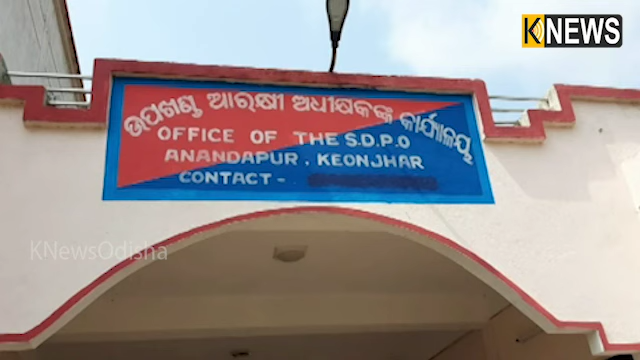 KNEWS
ଉପଖଣ୍ଡ ଆରକ୍ଷୀ ଅଧୀକ୍ଷକଙ୍କ କାର୍ଯ୍ୟାଳୟ
OFFICE OF THE S.D.P.O
ANANDAPUR, KEONJHAR
CONTACT -
KNewsOdisha